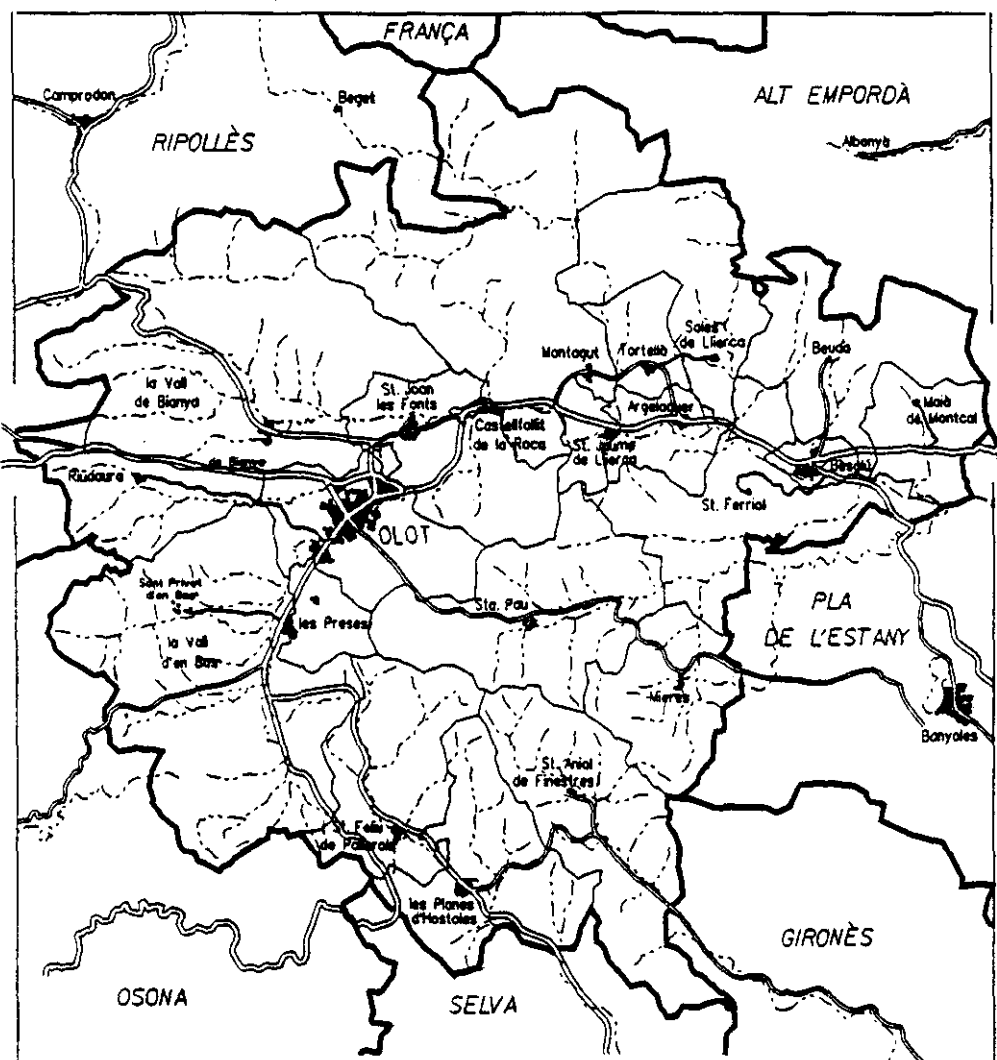 FRANÇA
ALT EMPORDÀ
Camprodon
Beget
RIPOLLÈS
Albanyà
Sales
de Llierca
Montagut
Tortellà
Beuda
la Vall
de Bianya
St. Joan
les Fonts
Argelaguer
Maià
de Montcal
Castellfollit
de la Roca
St. Jaume
de Llierca
Besalú
Riudaura
de Bianya
St. Ferriol
OLOT
Sant Privat
d'en Bas
Sta. Pau
PLA
DE L'ESTANY
les Preses
la Vall
d'en Bas
Mieres
Banyoles
St. Aniol
de Finestres
St. Feliu
de Pallerols
les Planes
d'Hostoles
GIRONÈS
OSONA
SELVA